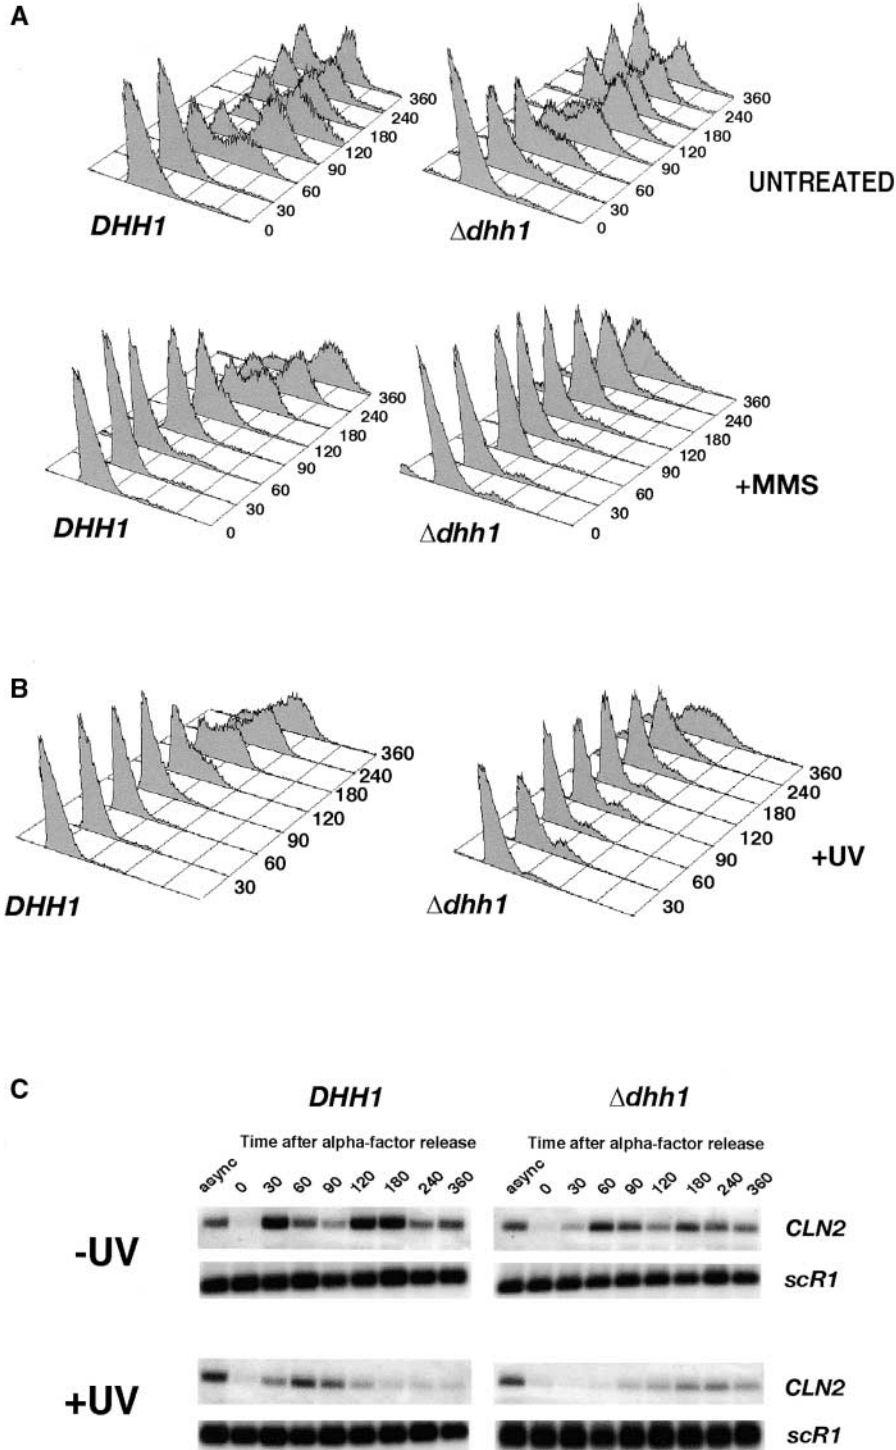 A
360
240
180
120
90
60
30
0
DHH1
360
240
180
120
90
60
30
0
Δdhh1
UNTREATED
360
240
180
120
90
60
30
0
DHH1
360
240
180
120
90
60
30
0
Δdhh1
+MMS
B
360
240
180
120
90
60
30
DHH1
360
240
180
120
90
60
30
Δdhh1
+UV
C
DHH1 Δdhh1
Time after alpha-factor release Time after alpha-factor release
async 0 30 60 90 120 180 240 360 async 0 30 60 90 120 180 240 360
-UV
CLN2
scR1
+UV
CLN2
scR1